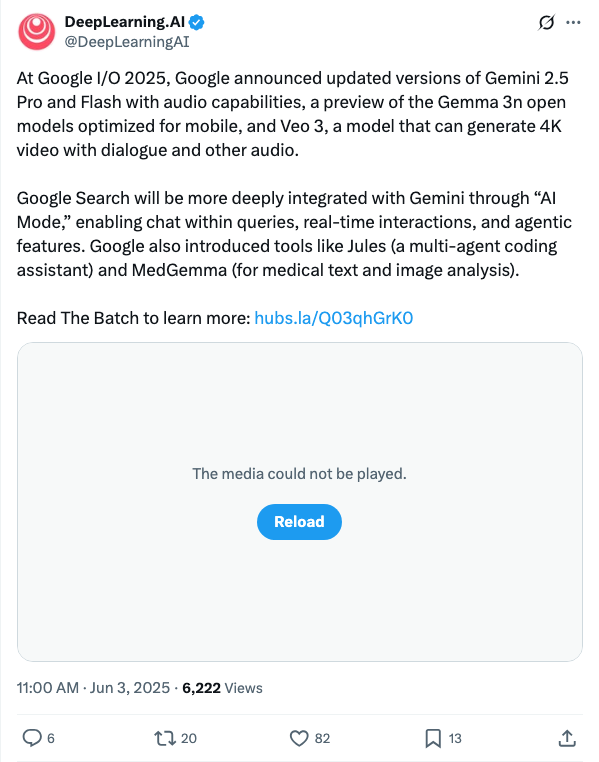 DeepLearning.AI
@DeepLearningAI
At Google I/O 2025, Google announced updated versions of Gemini 2.5
Pro and Flash with audio capabilities, a preview of the Gemma 3n open
models optimized for mobile, and Veo 3, a model that can generate 4K
video with dialogue and other audio.
Google Search will be more deeply integrated with Gemini through “AI
Mode,” enabling chat within queries, real-time interactions, and agentic
features. Google also introduced tools like Jules (a multi-agent coding
assistant) and MedGemma (for medical text and image analysis).
Read The Batch to learn more: hubs.la/Q03qhGrK0
The media could not be played.
Reload
11:00 AM · Jun 3, 2025 · 6,222 Views
6 20 82 13